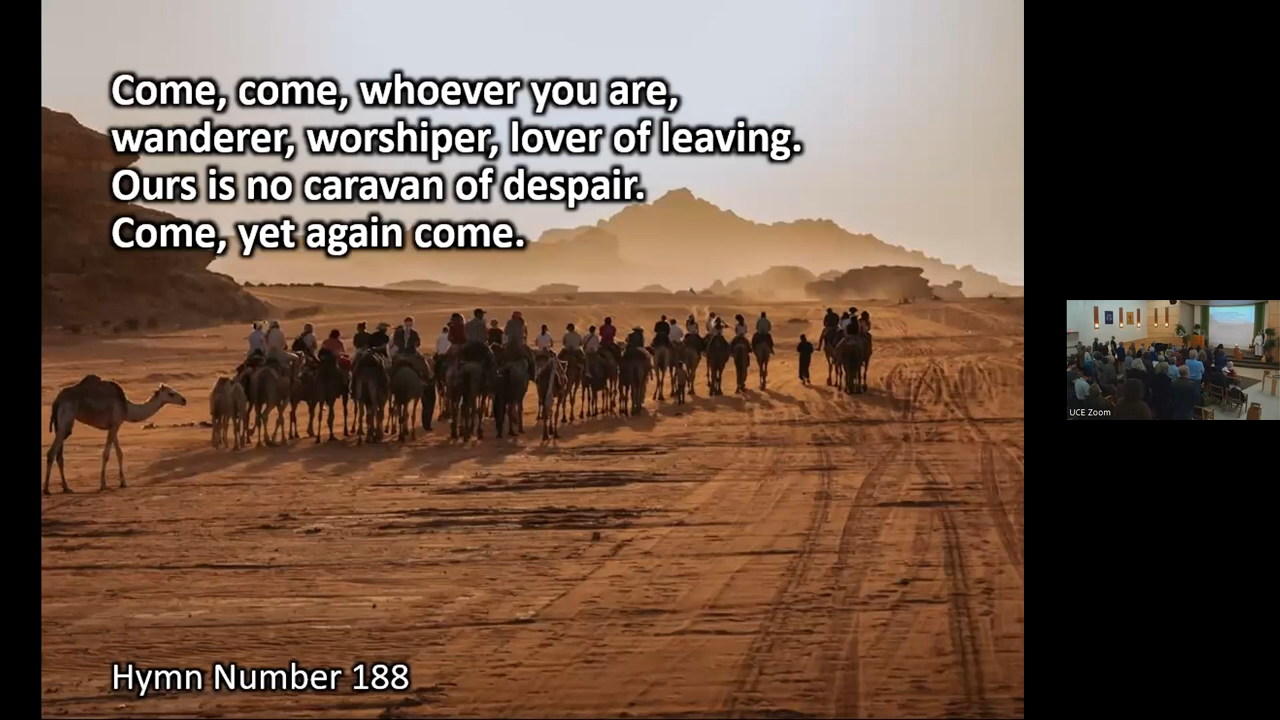 Come, come, whoever you are,
wanderer, worshiper, lover of leaving.
Ours is no caravan of despair.
Come, yet again come.
Hymn Number 188
UCE Zoom